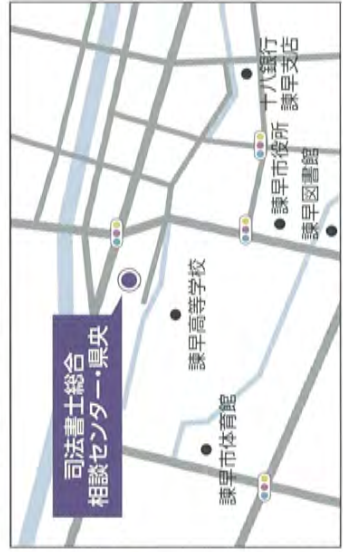 司法書士総合
相談センター・県央
諫早市体育館
諫早高等学校
諫早図書館
諫早市役所
十八銀行
諫早支店